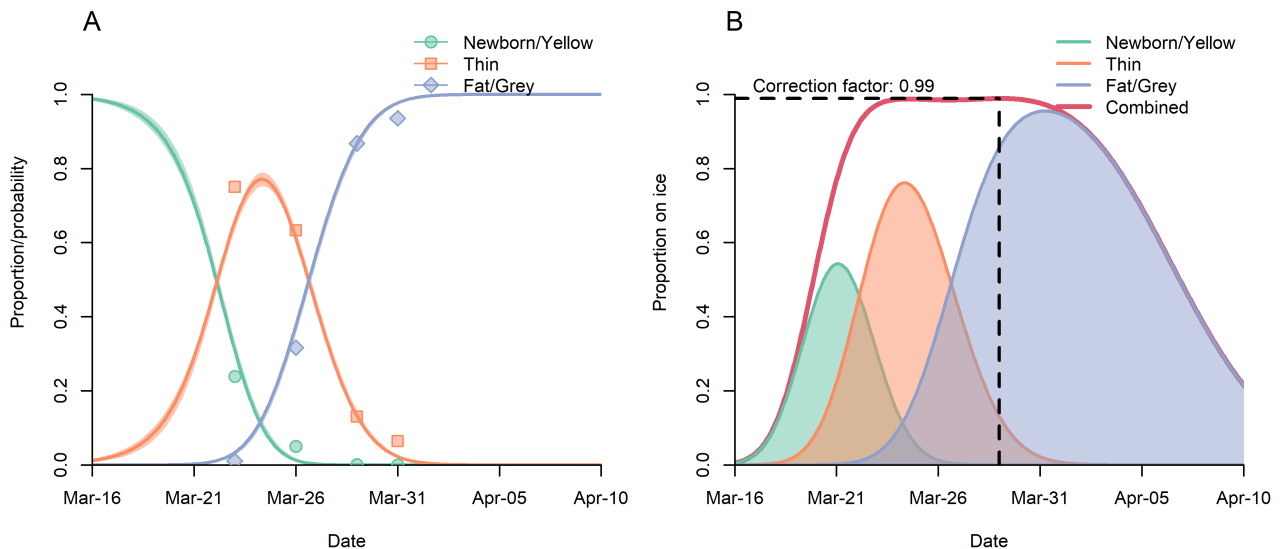 A
Newborn/Yellow
Thin
Fat/Grey
Proportion/probability
1.0
0.8
0.6
0.4
0.2
0.0
Mar-16 Mar-21 Mar-26 Mar-31 Apr-05 Apr-10
Date
B
Newborn/Yellow
Thin
Fat/Grey
Combined
Correction factor: 0.99
Proportion on ice
1.0
0.8
0.6
0.4
0.2
0.0
Mar-16 Mar-21 Mar-26 Mar-31 Apr-05 Apr-10
Date